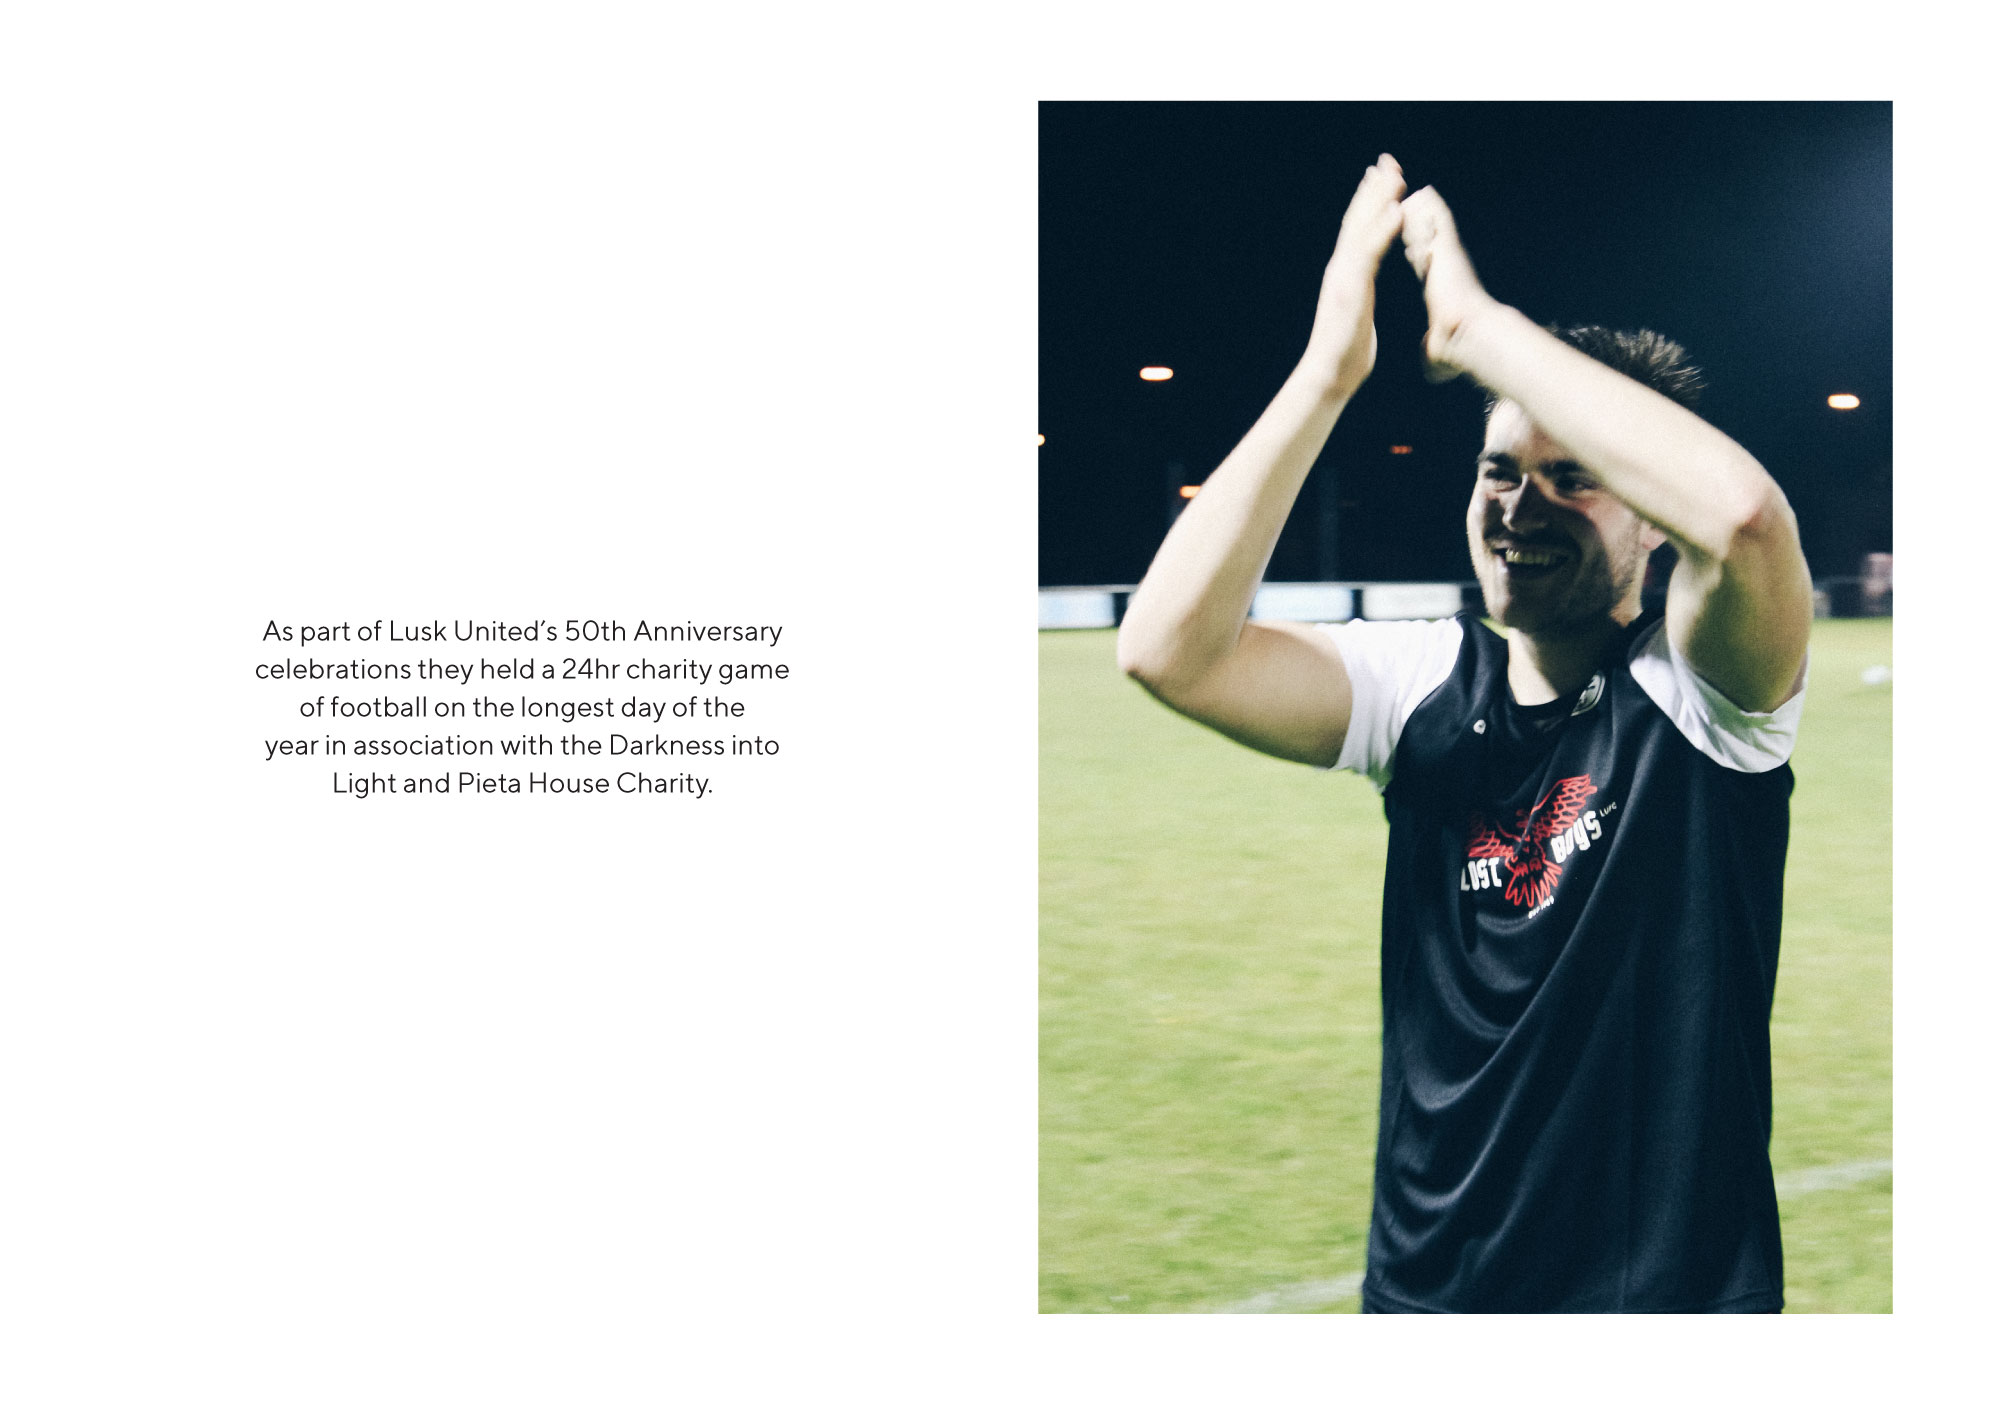 As part of Lusk United’s 50th Anniversary
celebrations they held a 24hr charity game
of football on the longest day of the
year in association with the Darkness into
Light and Pieta House Charity.
LOST BOYS LUFC